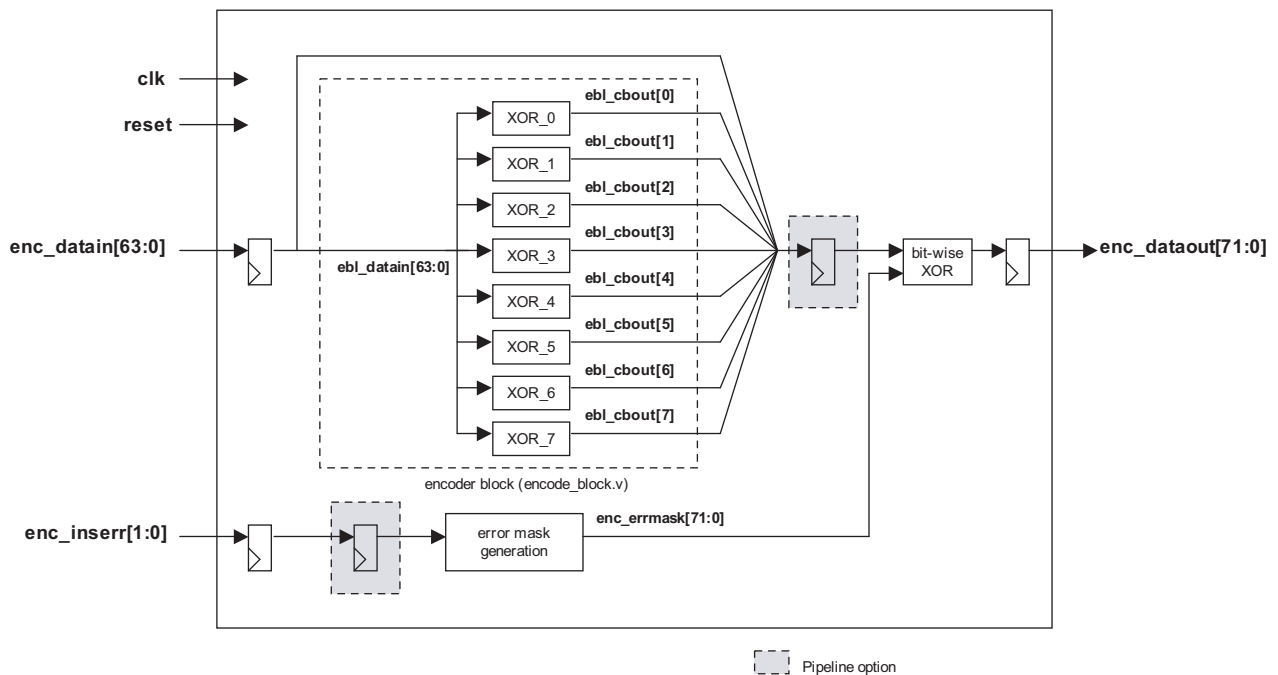 clk
reset
enc_datain[63:0]
ebl_datain[63:0]
XOR_0
XOR_1
XOR_2
XOR_3
XOR_4
XOR_5
XOR_6
XOR_7
ebl_cbout[0]
ebl_cbout[1]
ebl_cbout[2]
ebl_cbout[3]
ebl_cbout[4]
ebl_cbout[5]
ebl_cbout[6]
ebl_cbout[7]
bit-wise
XOR
enc_dataout[71:0]
encoder block (encode_block.v)
enc_inserr[1:0]
error mask
generation
enc_errmask[71:0]
Pipeline option